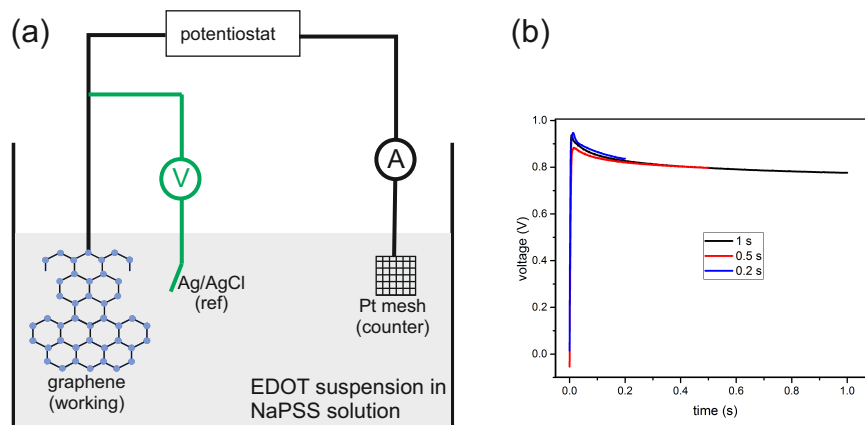 (a)
potentiostat
V
A
Ag/AgCl
(ref)
Pt mesh
(counter)
graphene
(working)
EDOT suspension in
NaPSS solution
(b)
1.0
0.8
0.6
0.4
0.2
0.0
voltage (V)
1 s
0.5 s
0.2 s
0.0 0.2 0.4 0.6 0.8 1.0
time (s)